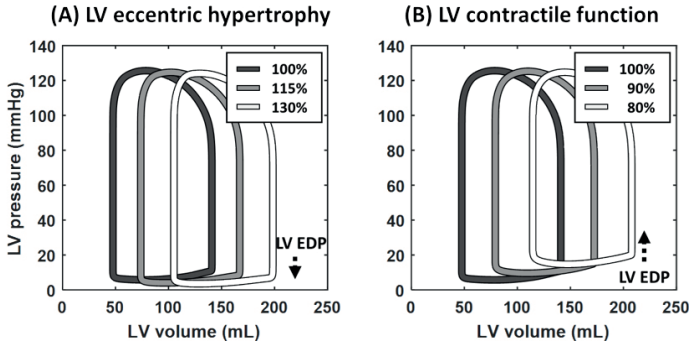 (A) LV eccentric hypertrophy
(B) LV contractile function
140
120
100
80
60
40
20
0
LV pressure (mmHg)
100%
115%
130%
LV EDP
0 50 100 150 200 250
LV volume (mL)
140
120
100
80
60
40
20
0
100%
90%
80%
LV EDP
0 50 100 150 200 250
LV volume (mL)